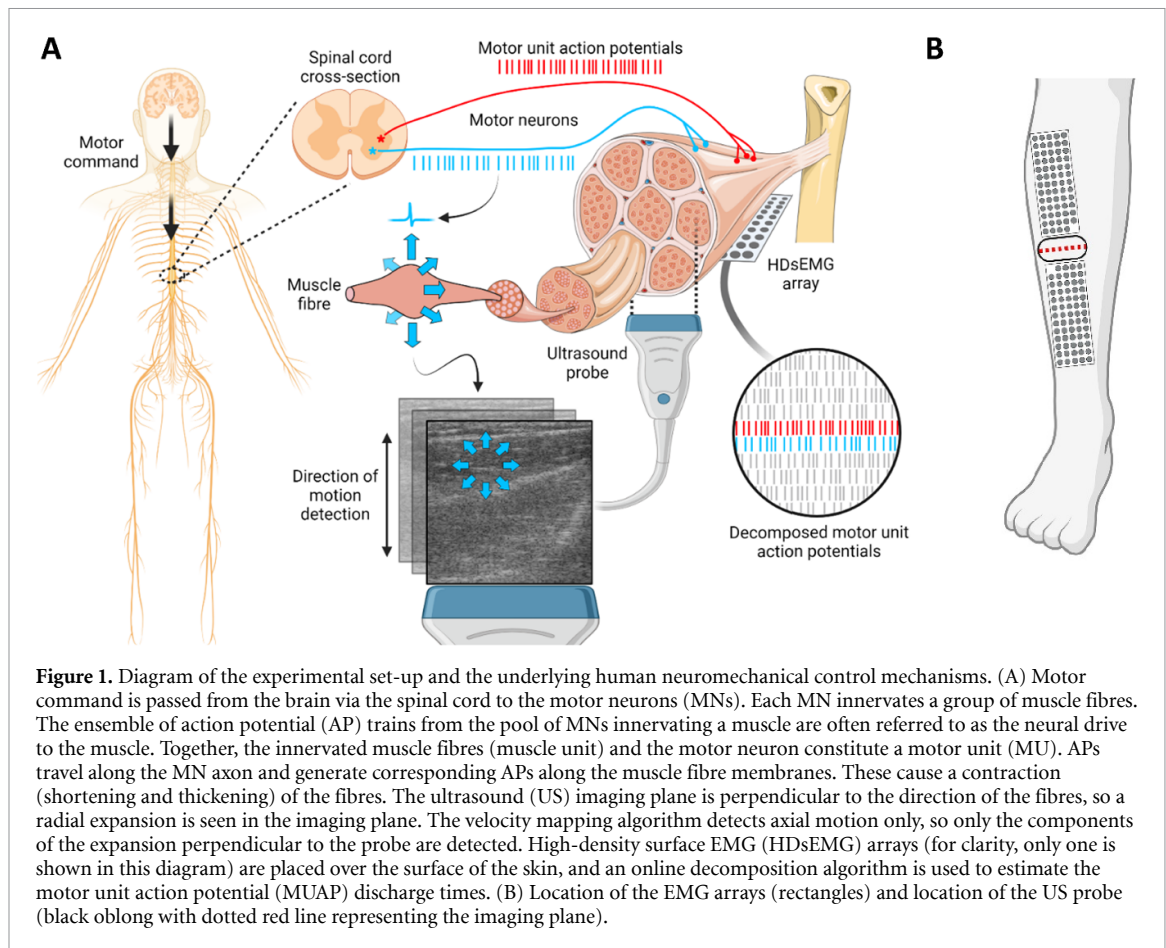 A
B
Motor unit action potentials
Spinal cord
cross-section
Motor
command
Motor neurons
HDsEMG
array
Muscle
fibre
Ultrasound
probe
Direction of
motion
detection
Decomposed motor unit
action potentials
Figure 1. Diagram of the experimental set-up and the underlying human neuromechanical control mechanisms. (A) Motor
command is passed from the brain via the spinal cord to the motor neurons (MNs). Each MN innervates a group of muscle fibres.
The ensemble of action potential (AP) trains from the pool of MNs innervating a muscle are often referred to as the neural drive
to the muscle. Together, the innervated muscle fibres (muscle unit) and the motor neuron constitute a motor unit (MU). APs
travel along the MN axon and generate corresponding APs along the muscle fibre membranes. These cause a contraction
(shortening and thickening) of the fibres. The ultrasound (US) imaging plane is perpendicular to the direction of the fibres, so a
radial expansion is seen in the imaging plane. The velocity mapping algorithm detects axial motion only, so only the components
of the expansion perpendicular to the probe are detected. High-density surface EMG (HDsEMG) arrays (for clarity, only one is
shown in this diagram) are placed over the surface of the skin, and an online decomposition algorithm is used to estimate the
motor unit action potential (MUAP) discharge times. (B) Location of the EMG arrays (rectangles) and location of the US probe
(black oblong with dotted red line representing the imaging plane).